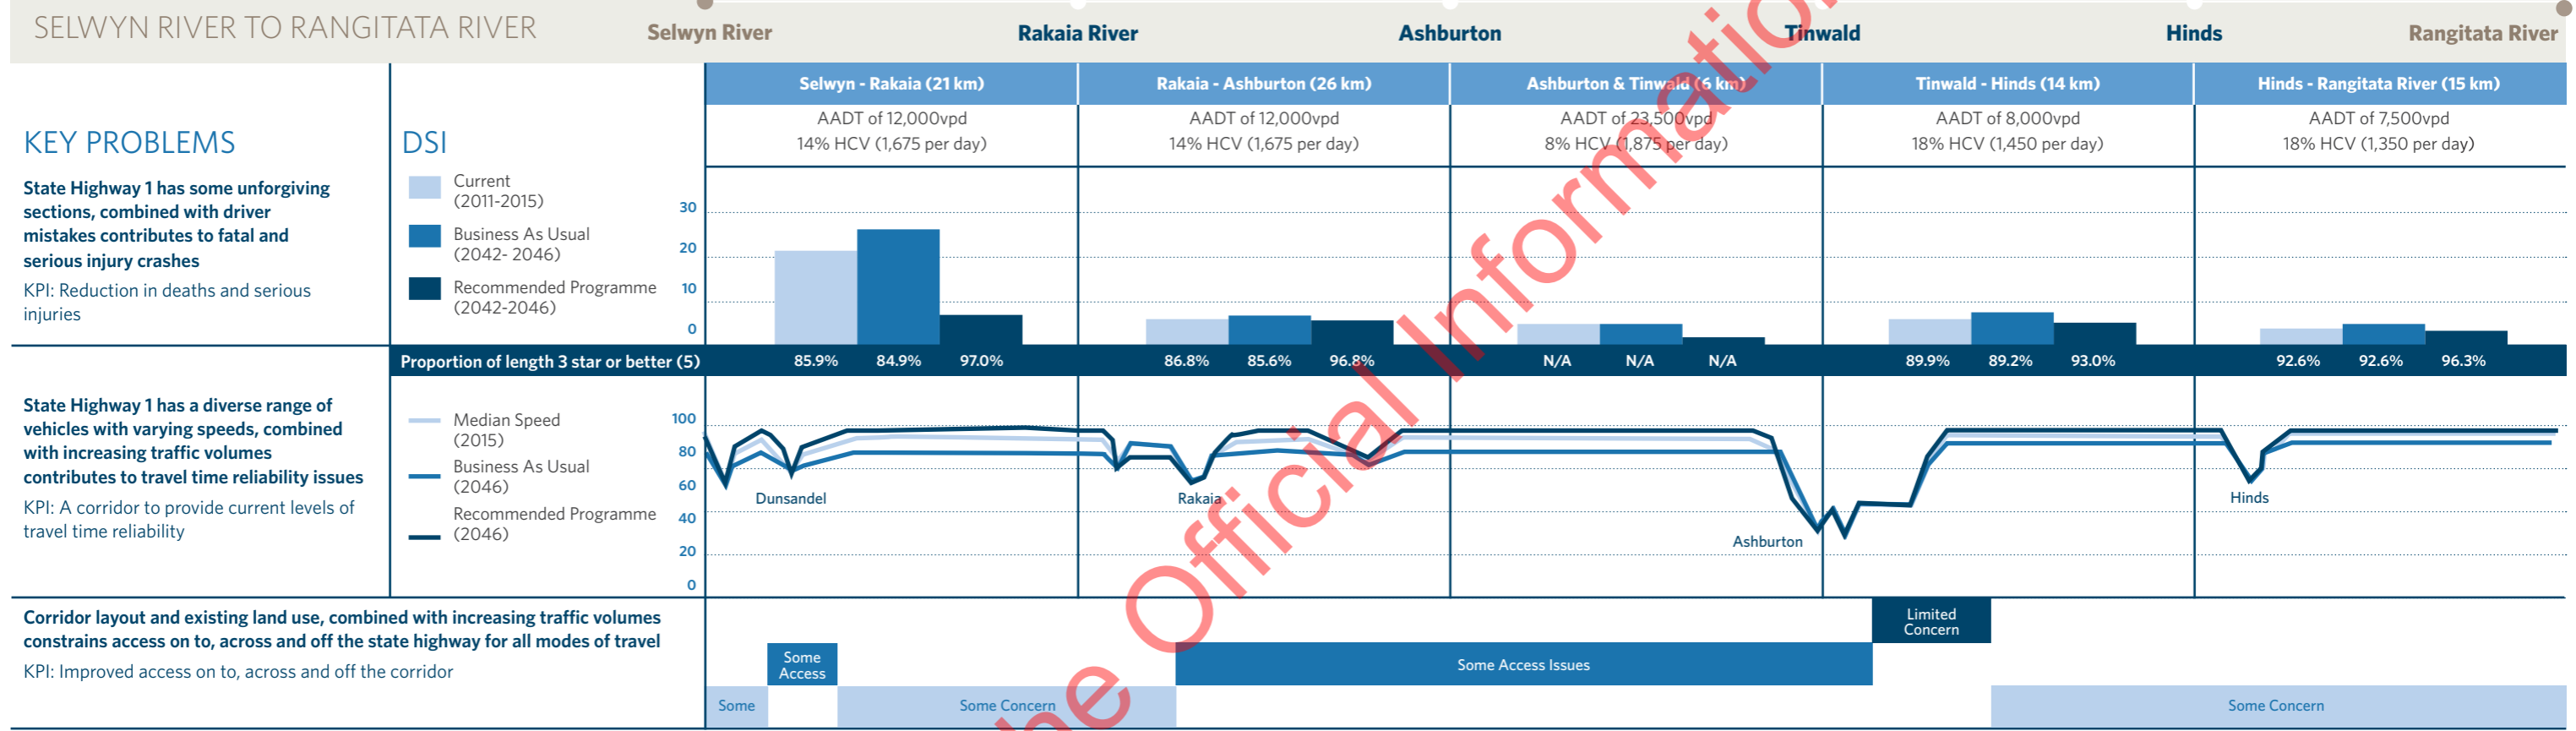 SELWYN RIVER TO RANGITATA RIVER
Selwyn River
Rakaia River
Ashburton
Tinwald
Hinds
Rangitata River
Selwyn - Rakaia (21 km)
Rakaia - Ashburton (26 km)
Ashburton & Tinwald (6 km)
Tinwald - Hinds (14 km)
Hinds - Rangitata River (15 km)
AADT of 12,000vpd
14% HCV (1,675 per day)
AADT of 12,000vpd
14% HCV (1,675 per day)
AADT of 23,500vpd
8% HCV (1,875 per day)
AADT of 8,000vpd
18% HCV (1,450 per day)
AADT of 7,500vpd
18% HCV (1,350 per day)
KEY PROBLEMS
DSI
State Highway 1 has some unforgiving
sections, combined with driver
mistakes contributes to fatal and
serious injury crashes
KPI: Reduction in deaths and serious
injuries
Current
(2011-2015)
Business As Usual
(2042- 2046)
Recommended Programme
(2042-2046)
30
20
10
0
Proportion of length 3 star or better (5)
85.9% 84.9% 97.0%
86.8% 85.6% 96.8%
N/A N/A N/A
89.9% 89.2% 93.0%
92.6% 92.6% 96.3%
State Highway 1 has a diverse range of
vehicles with varying speeds, combined
with increasing traffic volumes
contributes to travel time reliability issues
KPI: A corridor to provide current levels of
travel time reliability
Median Speed
(2015)
Business As Usual
(2046)
Recommended Programme
(2046)
100
80
60
40
20
0
Dunsandel
Rakaia
Ashburton
Hinds
Corridor layout and existing land use, combined with increasing traffic volumes
constrains access on to, across and off the state highway for all modes of travel
KPI: Improved access on to, across and off the corridor
Limited
Concern
Some
Access
Some Access Issues
Some
Some Concern
Some Concern
he Official Informatio